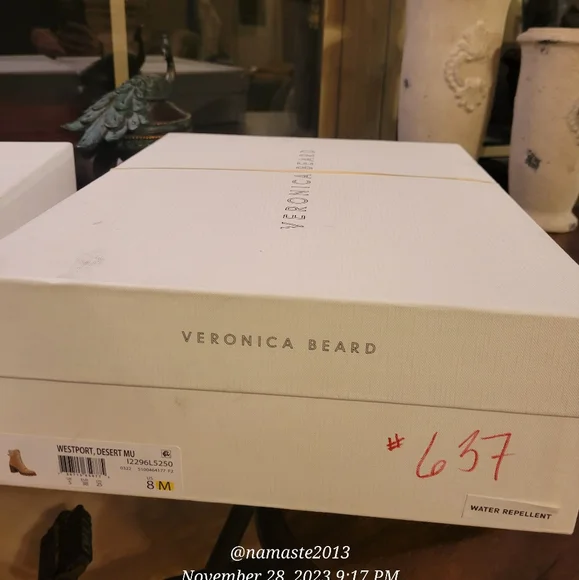 VERONICA BEARD
VERONICA BEARD
# 637
WESTPORT, DESERT MU
I2296L5250
US
8 M
WATER REPELLENT
@namaste2013
November 28, 2023 9:17 PM